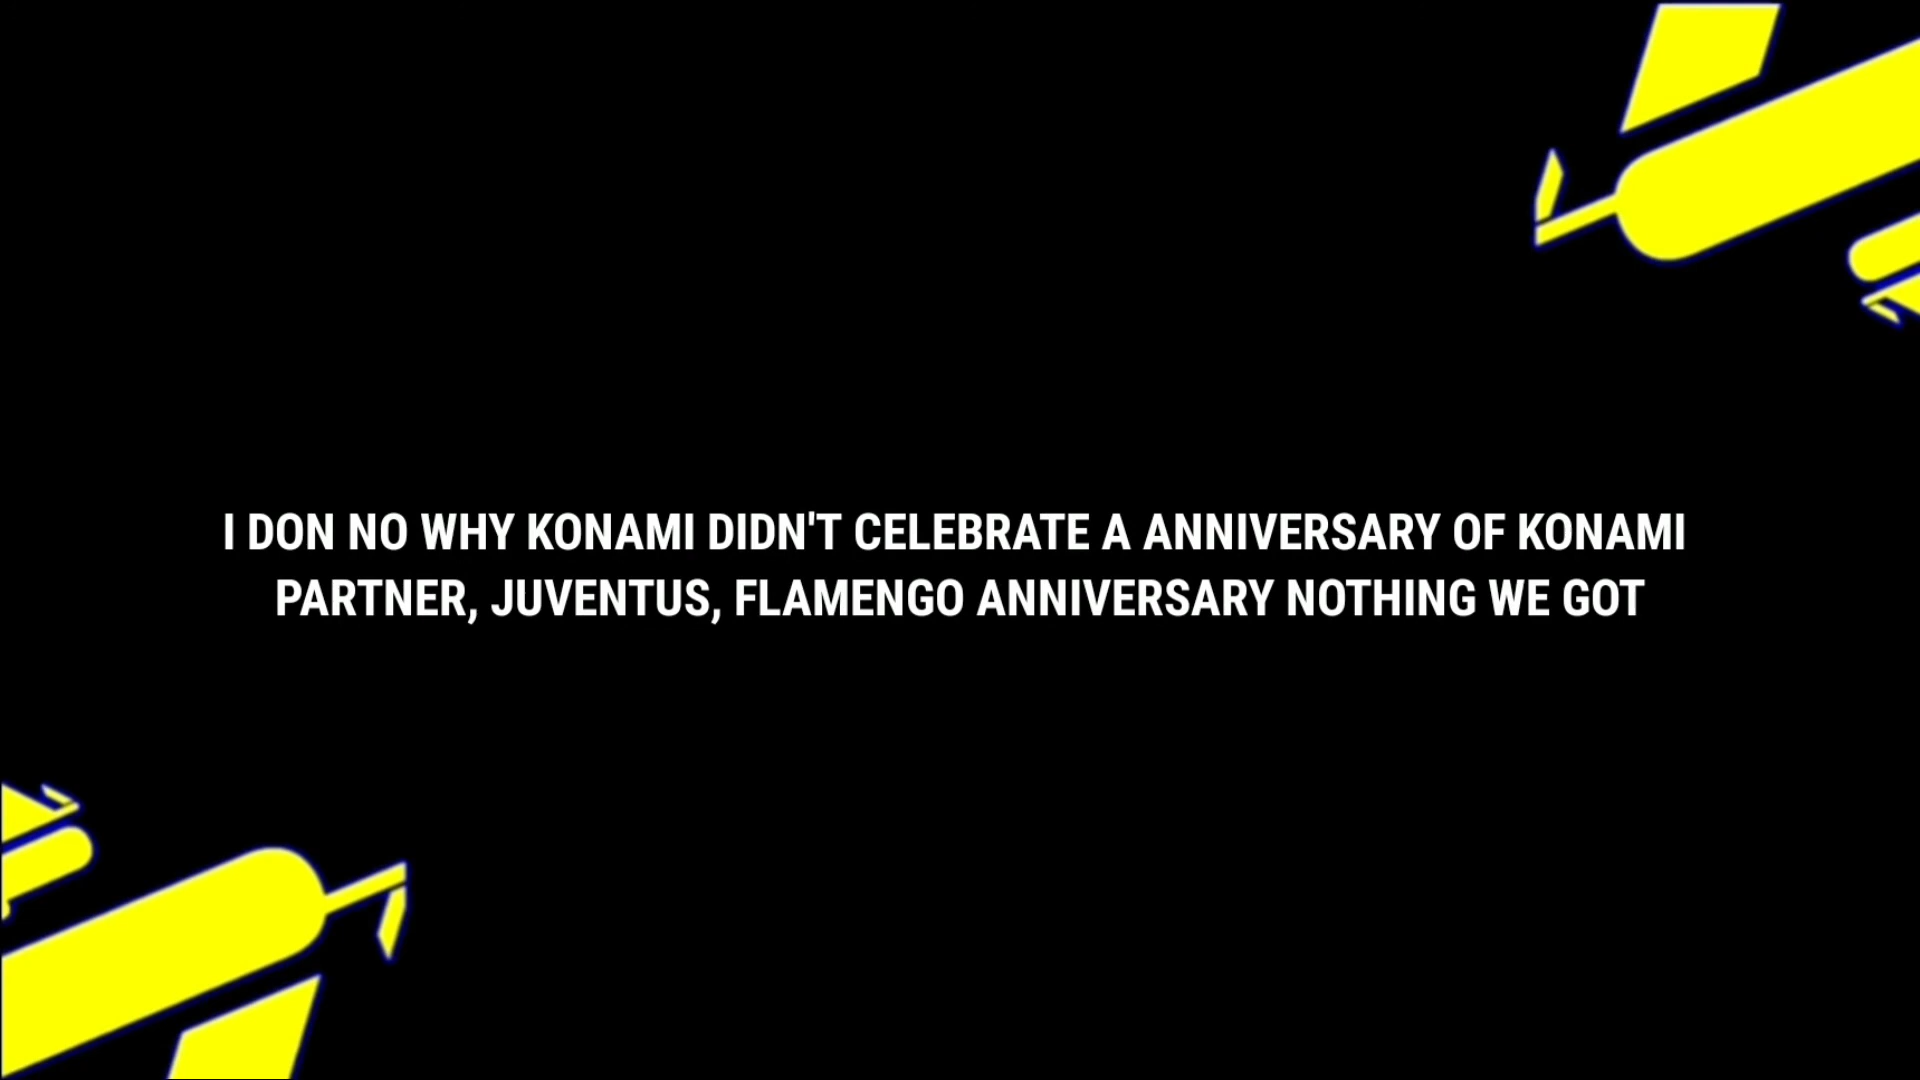 I DON NO WHY KONAMI DIDN'T CELEBRATE A ANNIVERSARY OF KONAMI
PARTNER, JUVENTUS, FLAMENGO ANNIVERSARY NOTHING WE GOT